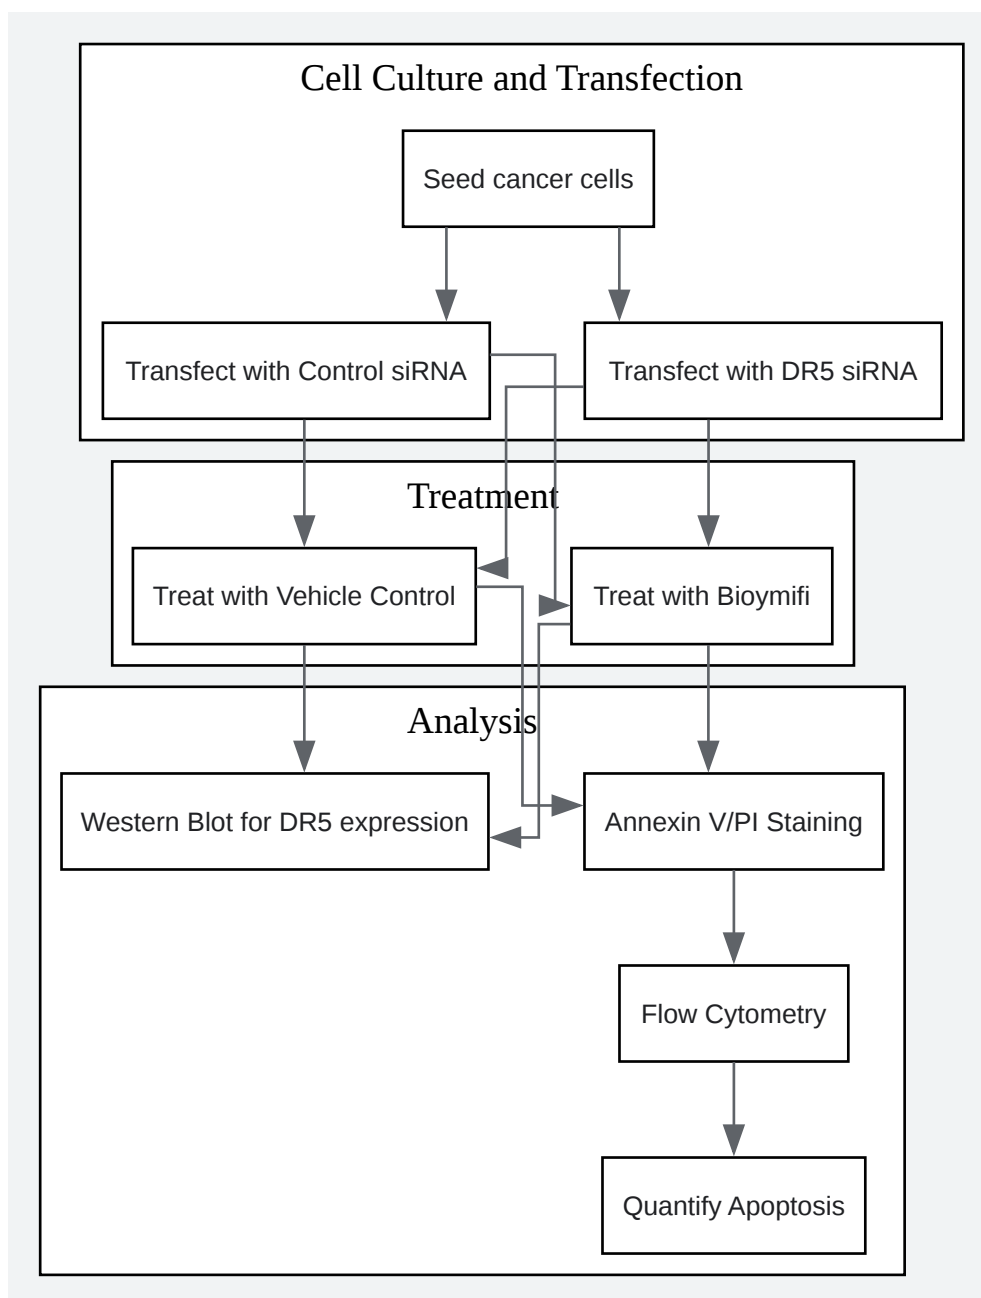 Cell Culture and Transfection
Seed cancer cells
Transfect with Control siRNA
Transfect with DR5 siRNA
Treatment
Treat with Vehicle Control
Treat with Bioymifi
Analysis
Western Blot for DR5 expression
Annexin V/PI Staining
Flow Cytometry
Quantify Apoptosis